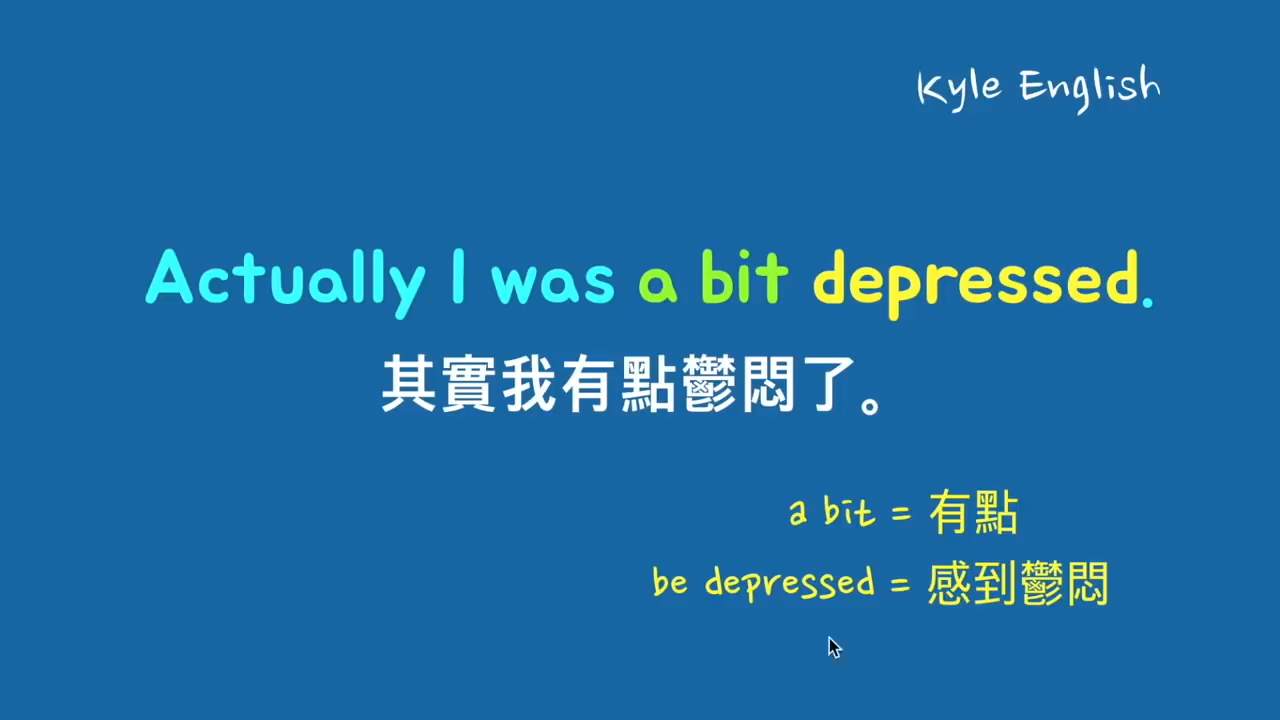 Kyle English
Actually I was a bit depressed.
其實我有點鬱悶了。
a bit = 有點
be depressed = 感到鬱悶